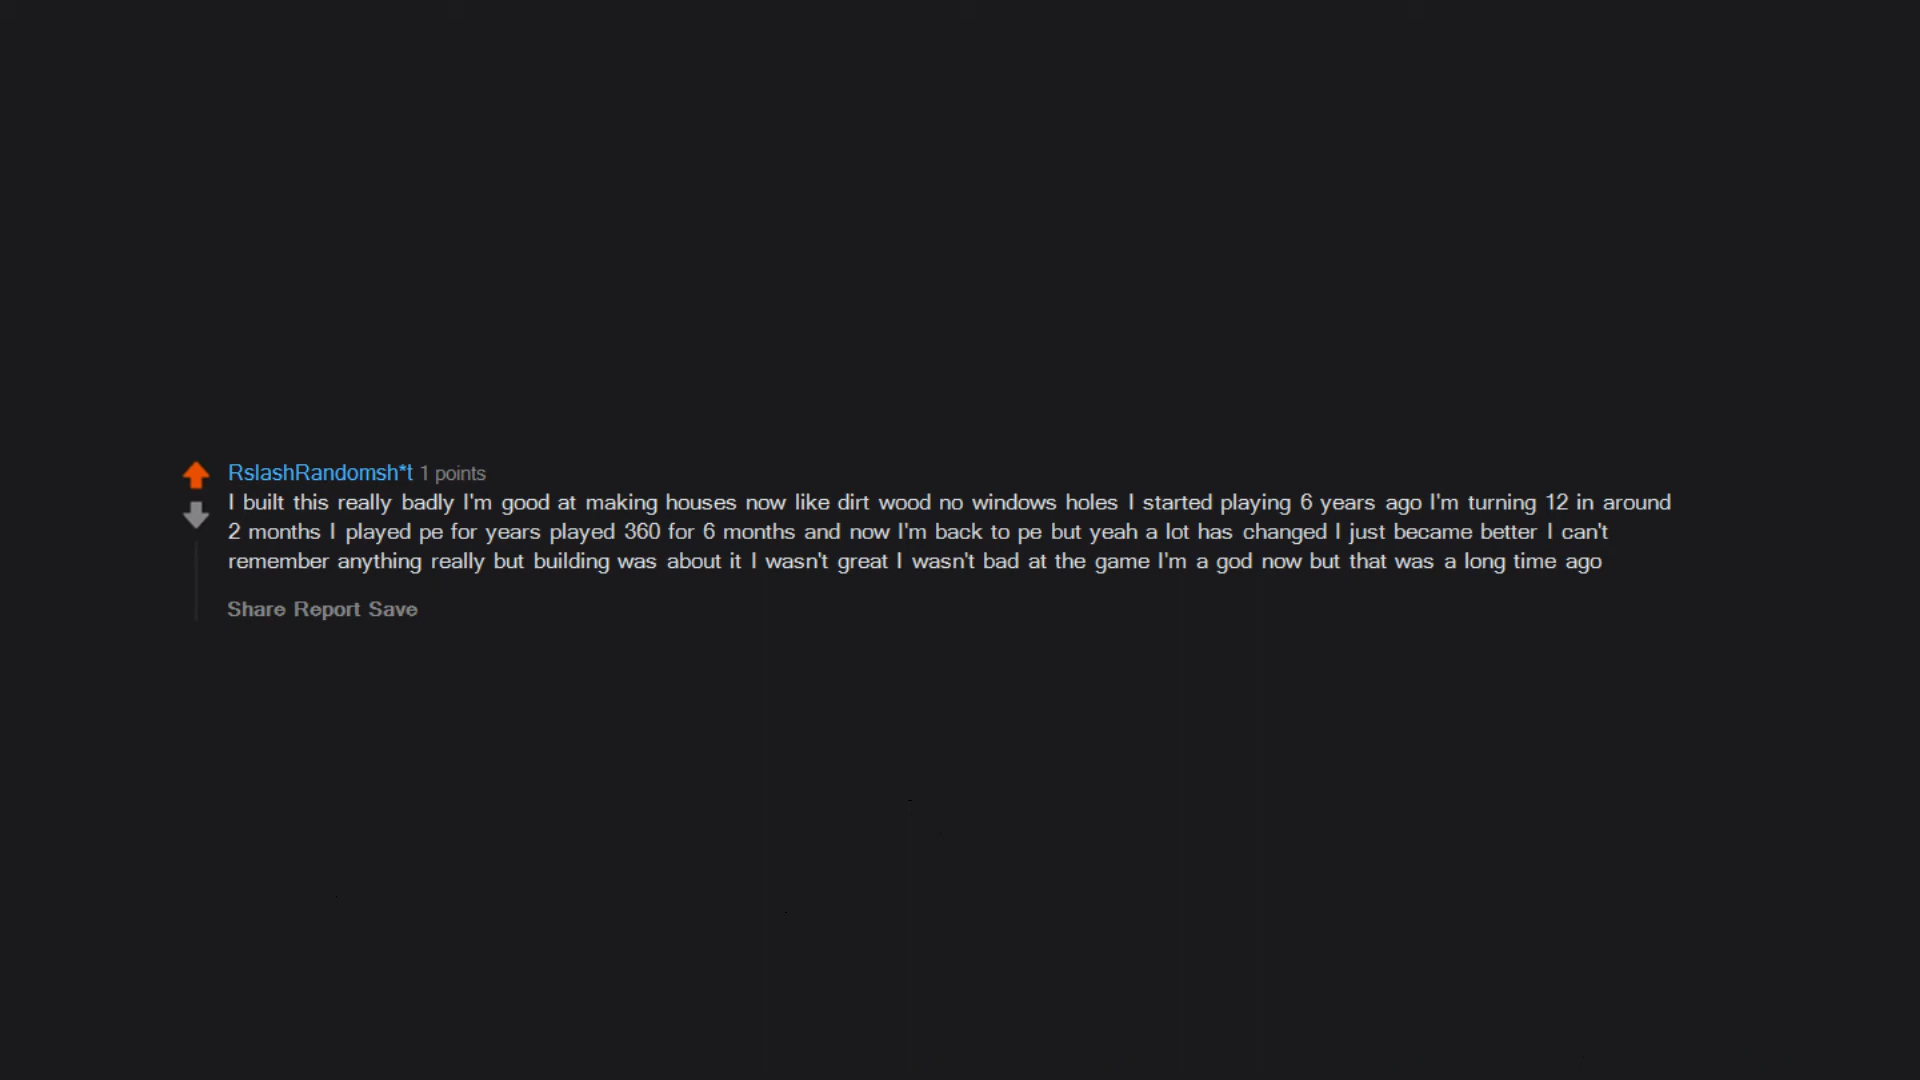 RslashRandomsh*t 1 points
I built this really badly I'm good at making houses now like dirt wood no windows holes I started playing 6 years ago I'm turning 12 in around
2 months I played pe for years played 360 for 6 months and now I'm back to pe but yeah a lot has changed I just became better I can't
remember anything really but building was about it I wasn't great I wasn't bad at the game I'm a god now but that was a long time ago
Share Report Save